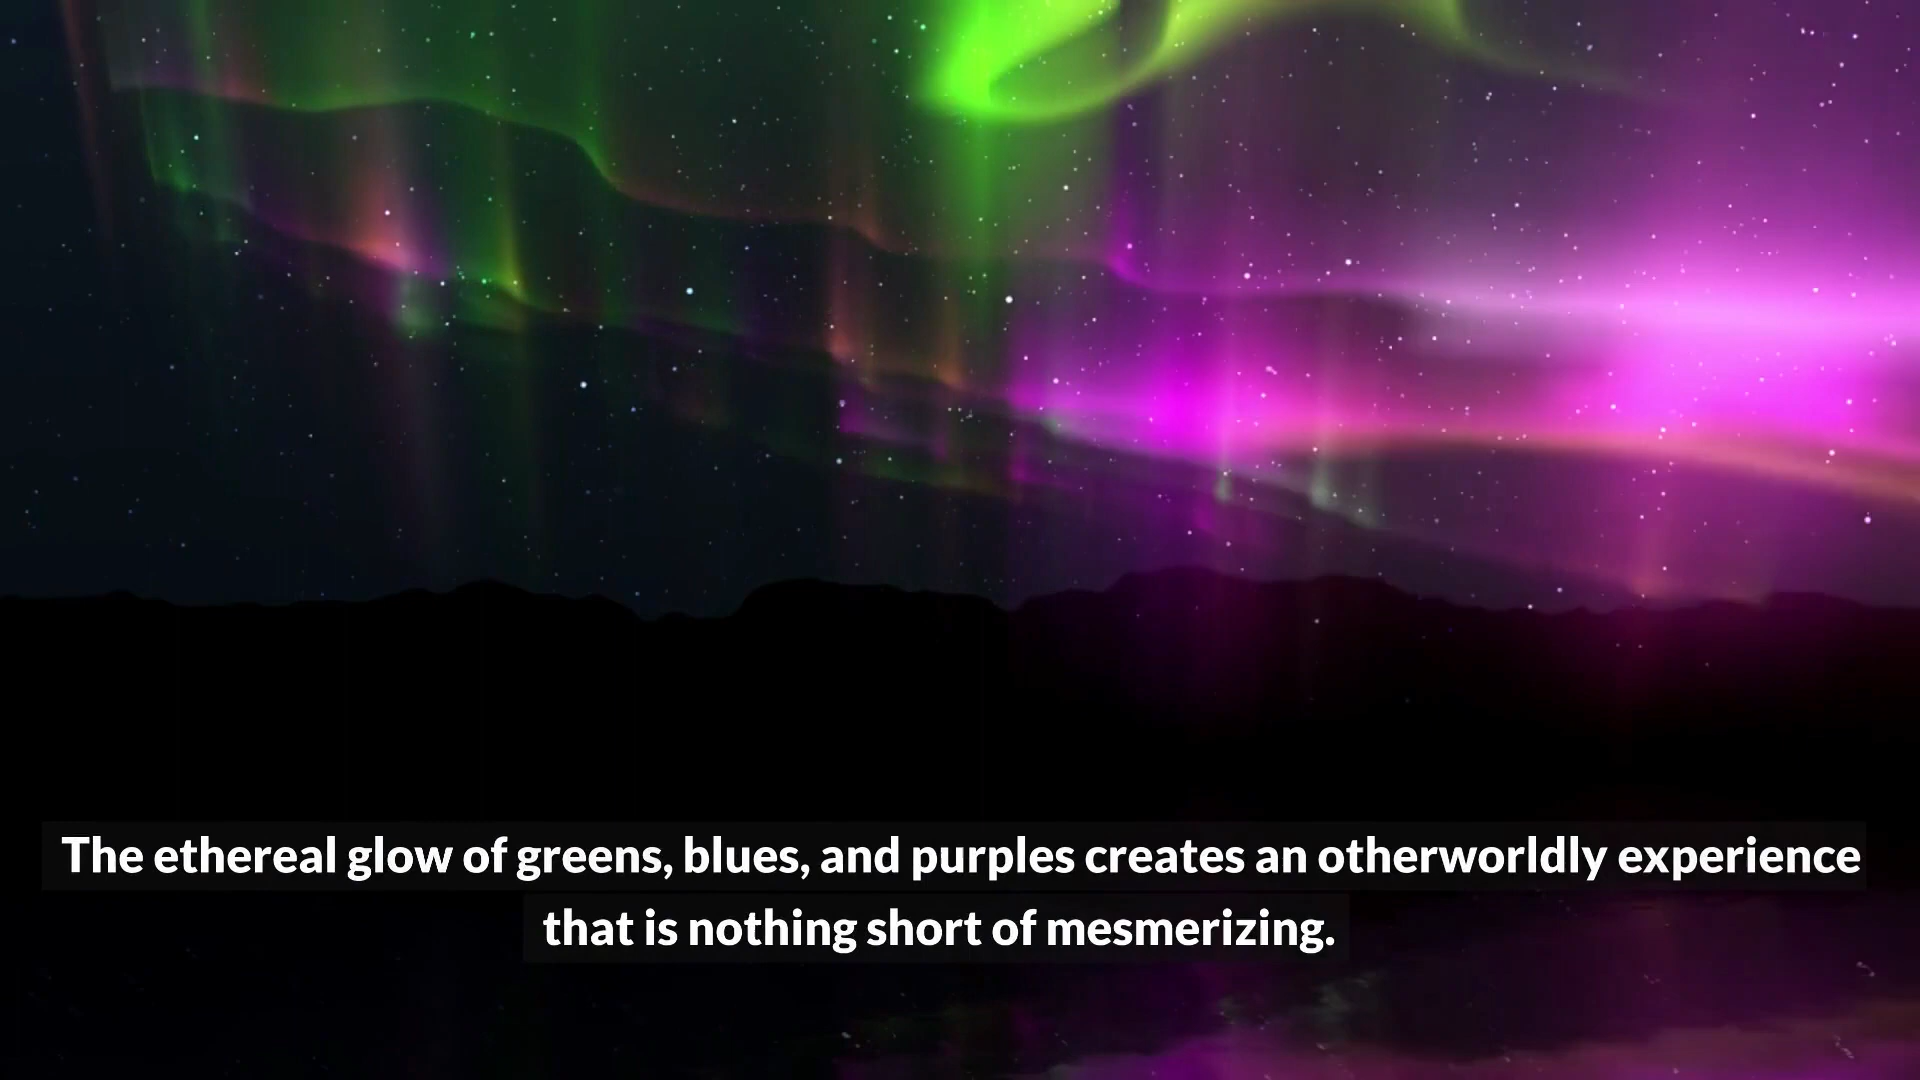 The ethereal glow of greens, blues, and purples creates an otherworldly experience
that is nothing short of mesmerizing.